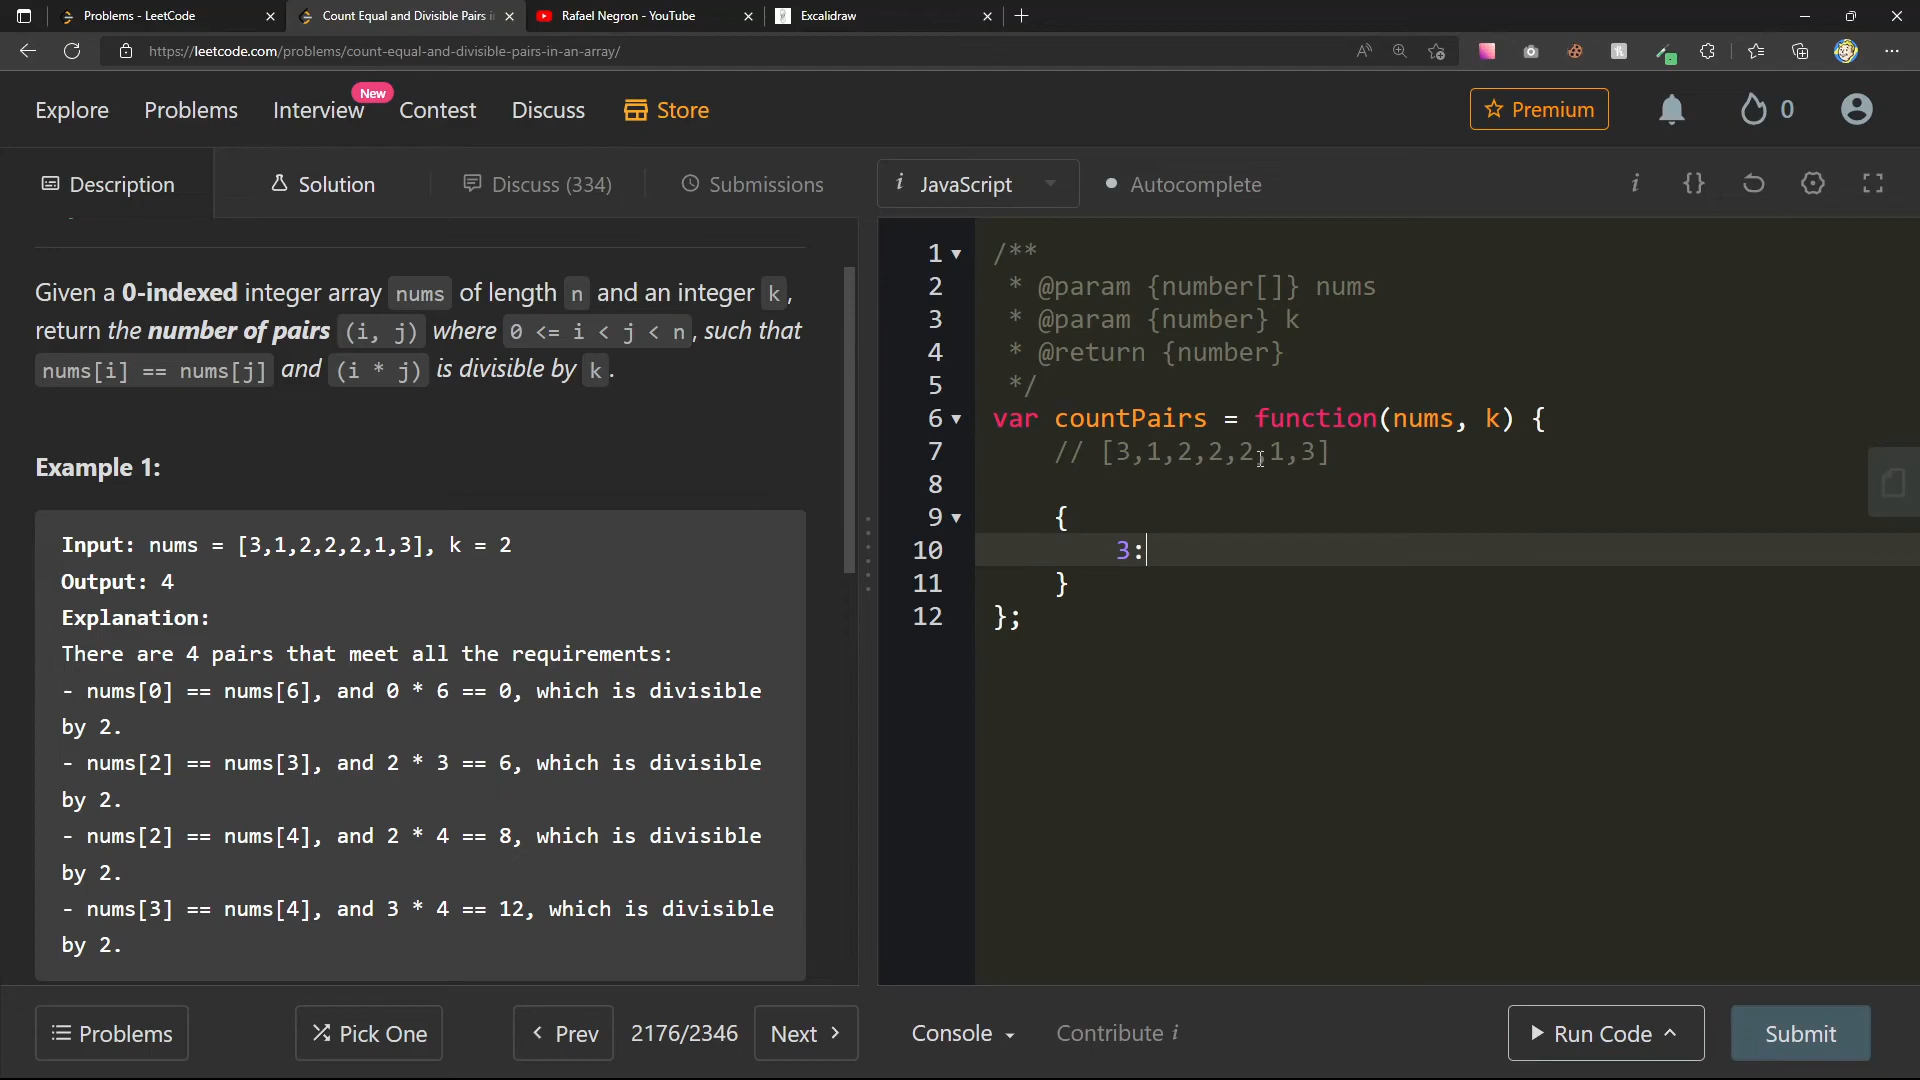 Problems - LeetCode
Count Equal and Divisible Pairs i
Rafael Negron - YouTube
Excalidraw
https://leetcode.com/problems/count-equal-and-divisible-pairs-in-an-array/
Explore
Problems
Interview
New
Contest
Discuss
Store
Premium
0
Description
Solution
Discuss (334)
Submissions
i JavaScript
Autocomplete
i {}
Given a 0-indexed integer array nums of length n and an integer k,
return the number of pairs (i, j) where 0 <= i < j < n, such that
nums[i] == nums[j] and (i * j) is divisible by k.
Example 1:
Input: nums = [3,1,2,2,2,1,3], k = 2
Output: 4
Explanation:
There are 4 pairs that meet all the requirements:
- nums[0] == nums[6], and 0 * 6 == 0, which is divisible
by 2.
- nums[2] == nums[3], and 2 * 3 == 6, which is divisible
by 2.
- nums[2] == nums[4], and 2 * 4 == 8, which is divisible
by 2.
- nums[3] == nums[4], and 3 * 4 == 12, which is divisible
by 2.
1 /**
2 * @param {number[]} nums
3 * @param {number} k
4 * @return {number}
5 */
6 var countPairs = function(nums, k) {
7 // [3,1,2,2,2,1,3]
8
9 {
10 3:
11 }
12 };
Problems
Pick One
Prev
2176/2346
Next
Console
Contribute i
Run Code
Submit